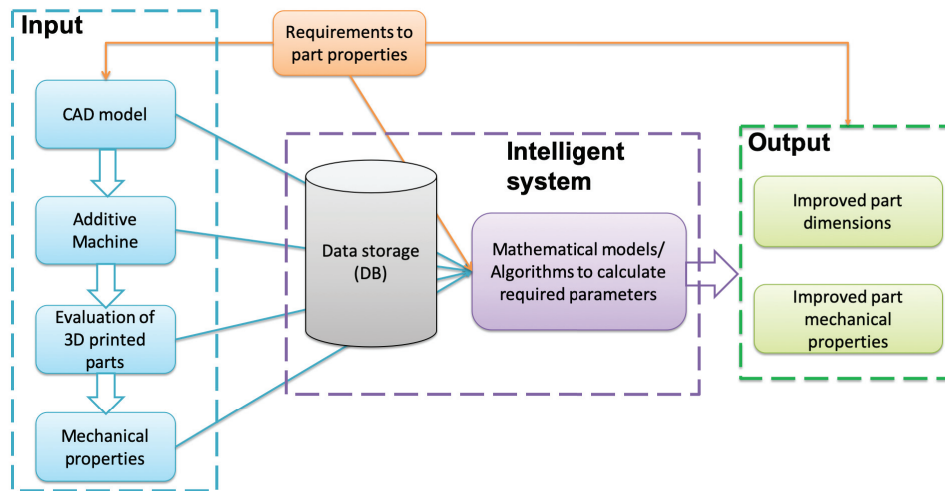 Input
Requirements to
part properties
CAD model
Additive
Machine
Evaluation of
3D printed
parts
Mechanical
properties
Data storage
(DB)
Intelligent
system
Mathematical models/
Algorithms to calculate
required parameters
Output
Improved part
dimensions
Improved part
mechanical
properties